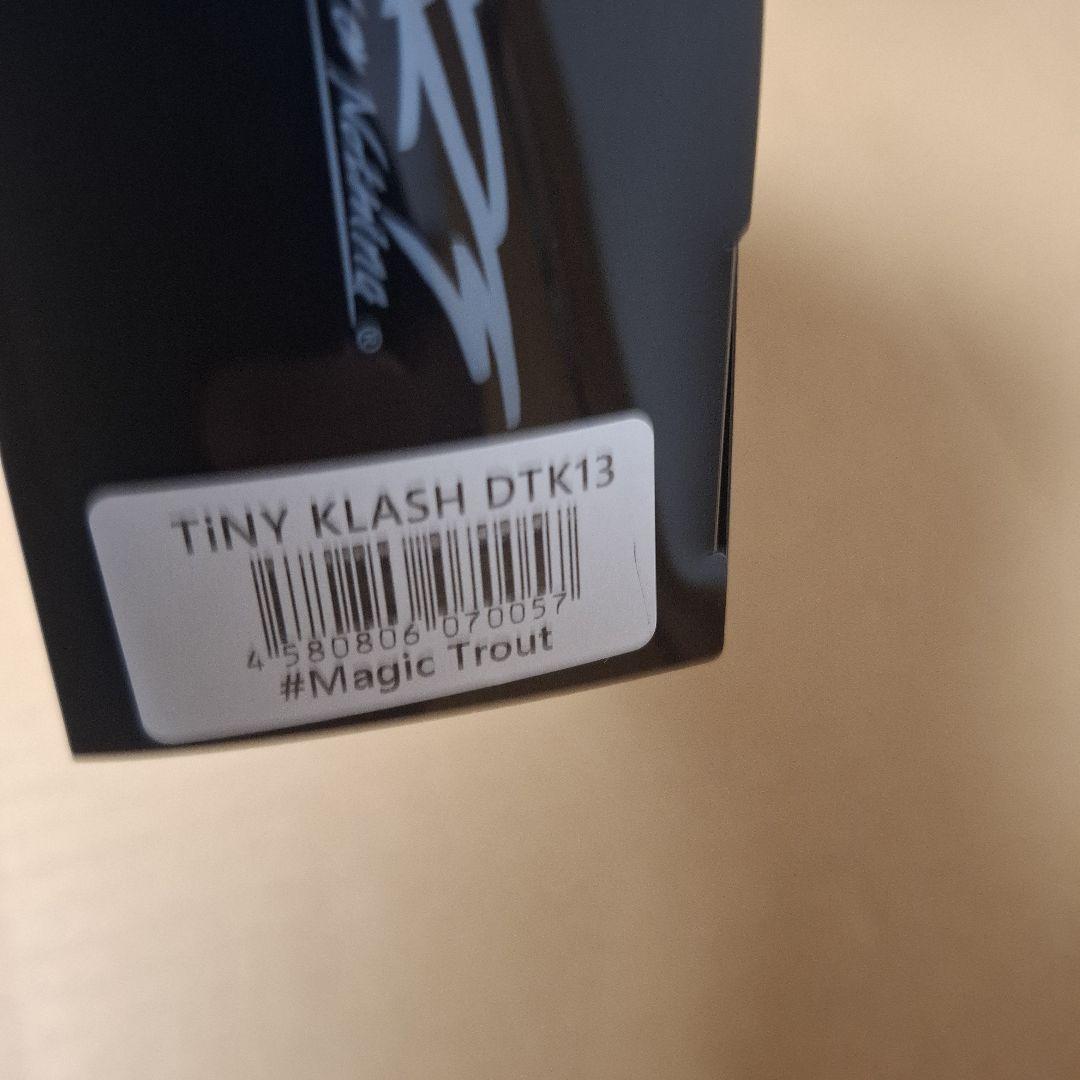 TiNY KLASH DTK13
4 580806 070057
#Magic Trout
®